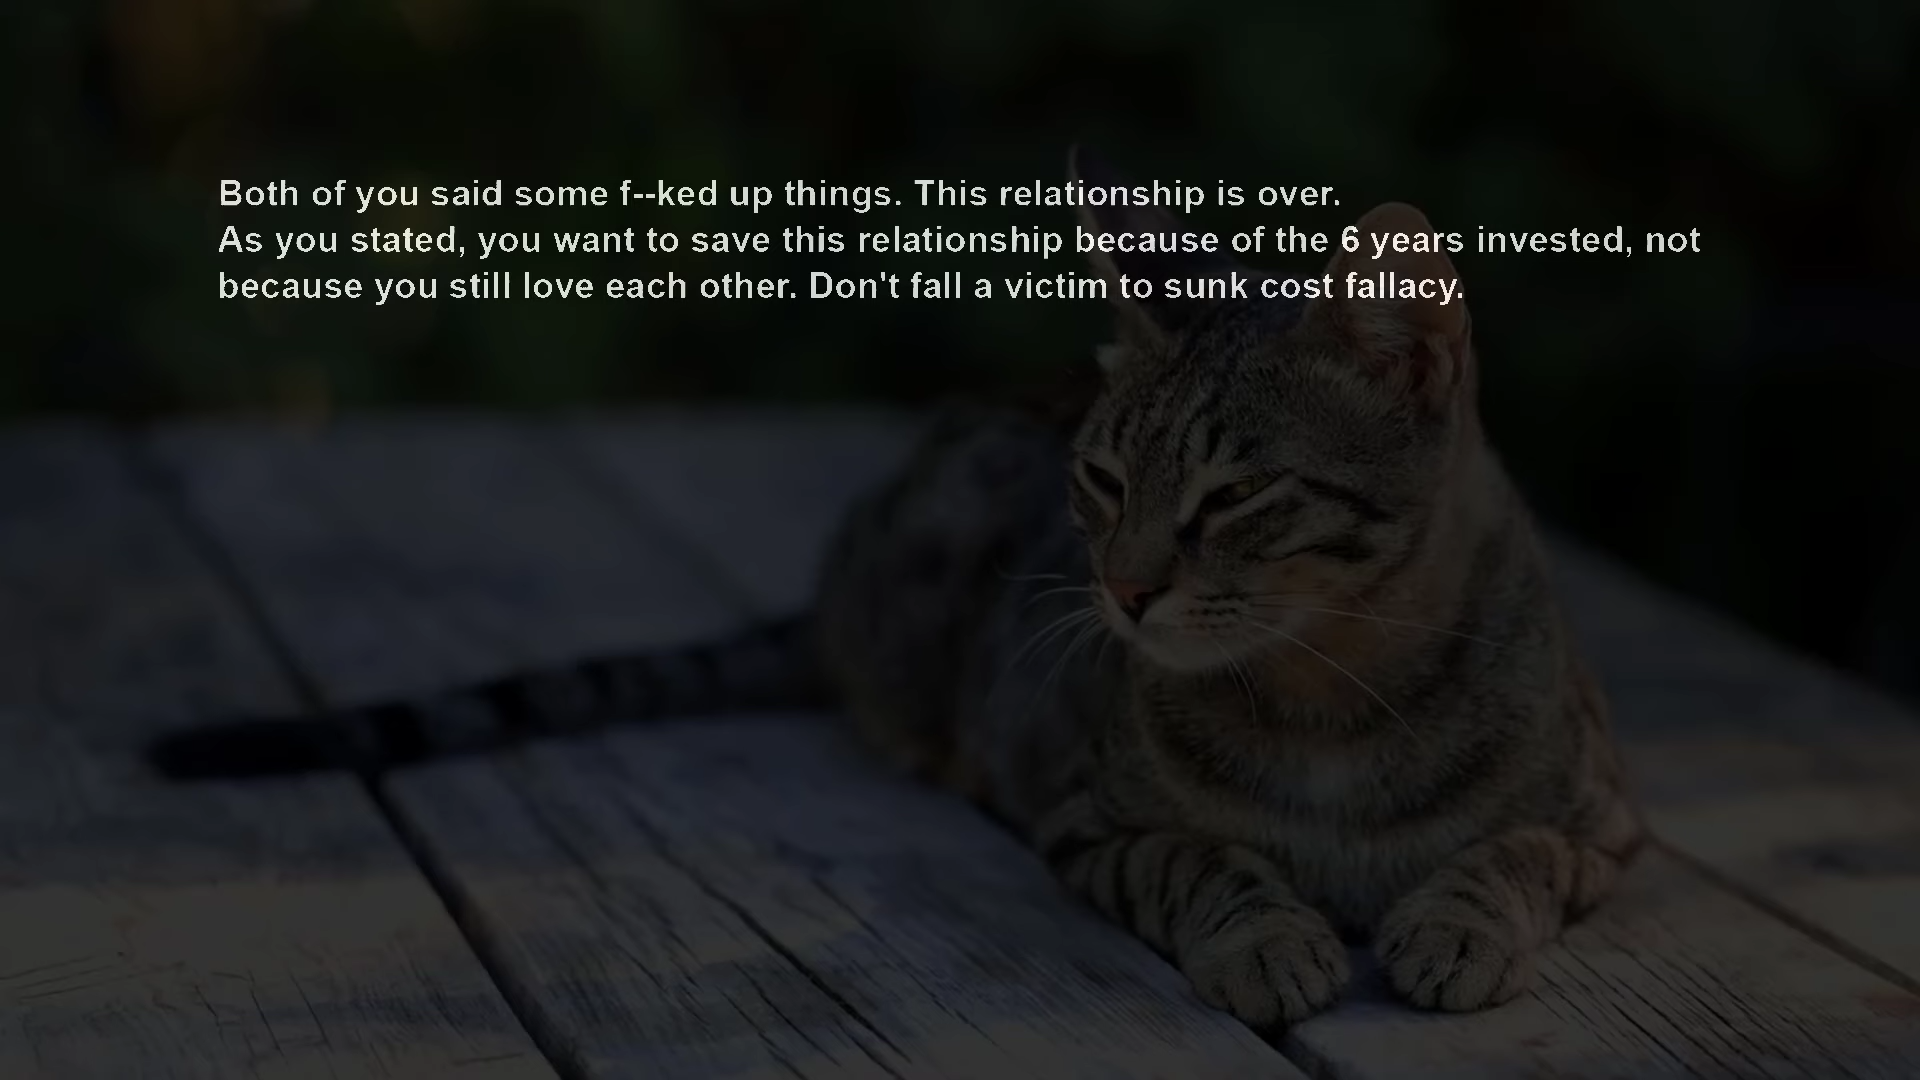 Both of you said some f--ked up things. This relationship is over.
As you stated, you want to save this relationship because of the 6 years invested, not
because you still love each other. Don't fall a victim to sunk cost fallacy.